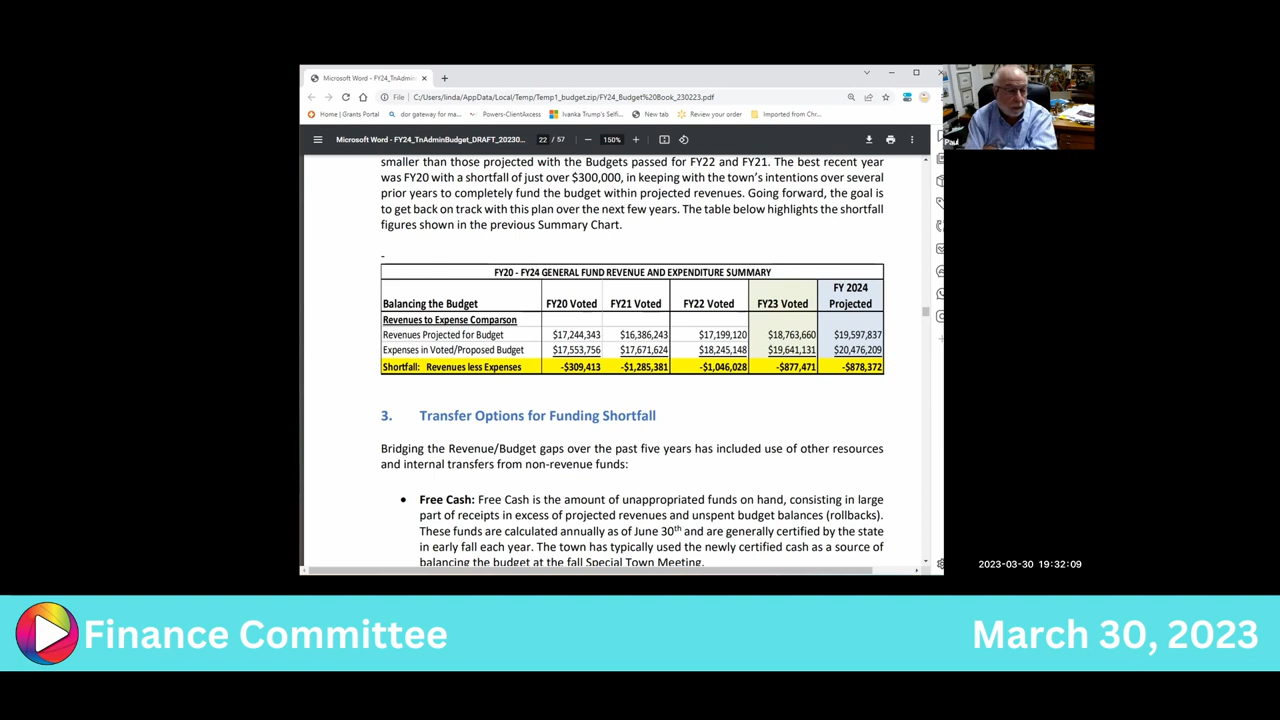 Microsoft Word - FY24_TnAdmin
File C:/Users/linda/AppData/Local/Temp/Temp1_budget.zip/FY24_Budget%20Book_230223.pdf
Home | Grants Portal dor gateway for ma... Powers-ClientAxcess Ivanka Trump's Selfi... New tab Review your order Imported from Chr...
Microsoft Word - FY24_TnAdminBudget_DRAFT_20230... 22 / 57 150%
Paul
smaller than those projected with the Budgets passed for FY22 and FY21. The best recent year
was FY20 with a shortfall of just over $300,000, in keeping with the town's intentions over several
prior years to completely fund the budget within projected revenues. Going forward, the goal is
to get back on track with this plan over the next few years. The table below highlights the shortfall
figures shown in the previous Summary Chart.
-
FY20 - FY24 GENERAL FUND REVENUE AND EXPENDITURE SUMMARY
Balancing the Budget FY20 Voted FY21 Voted FY22 Voted FY23 Voted FY 2024 Projected
Revenues to Expense Comparson
Revenues Projected for Budget $17,244,343 $16,386,243 $17,199,120 $18,763,660 $19,597,837
Expenses in Voted/Proposed Budget $17,553,756 $17,671,624 $18,245,148 $19,641,131 $20,476,209
Shortfall: Revenues less Expenses -$309,413 -$1,285,381 -$1,046,028 -$877,471 -$878,372
3. Transfer Options for Funding Shortfall
Bridging the Revenue/Budget gaps over the past five years has included use of other resources
and internal transfers from non-revenue funds:
• Free Cash: Free Cash is the amount of unappropriated funds on hand, consisting in large
part of receipts in excess of projected revenues and unspent budget balances (rollbacks).
These funds are calculated annually as of June 30th and are generally certified by the state
in early fall each year. The town has typically used the newly certified cash as a source of
balancing the budget at the fall Special Town Meeting.
2023-03-30 19:32:09
Finance Committee
March 30, 2023